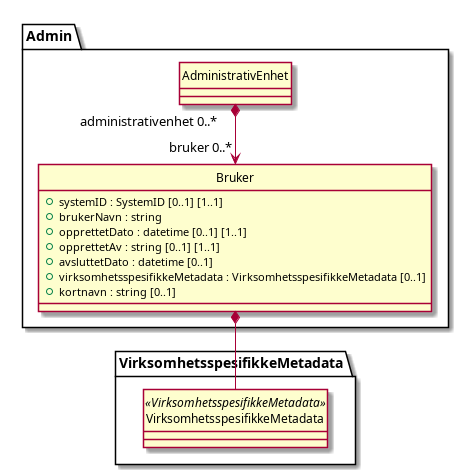 Admin
AdministrativEnhet
administrativenhet 0..*
bruker 0..*
Bruker
systemID : SystemID [0..1] [1..1]
brukerNavn : string
opprettetDato : datetime [0..1] [1..1]
opprettetAv : string [0..1] [1..1]
avsluttetDato : datetime [0..1]
virksomhetsspesifikkeMetadata : VirksomhetsspesifikkeMetadata [0..1]
kortnavn : string [0..1]
VirksomhetsspesifikkeMetadata
«VirksomhetsspesifikkeMetadata»
VirksomhetsspesifikkeMetadata